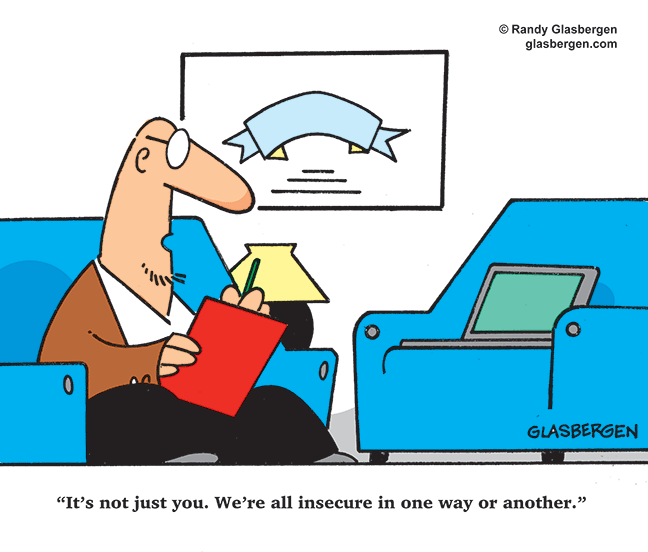 © Randy Glasbergen
glasbergen.com
GLASBERGEN
“It’s not just you. We’re all insecure in one way or another.”